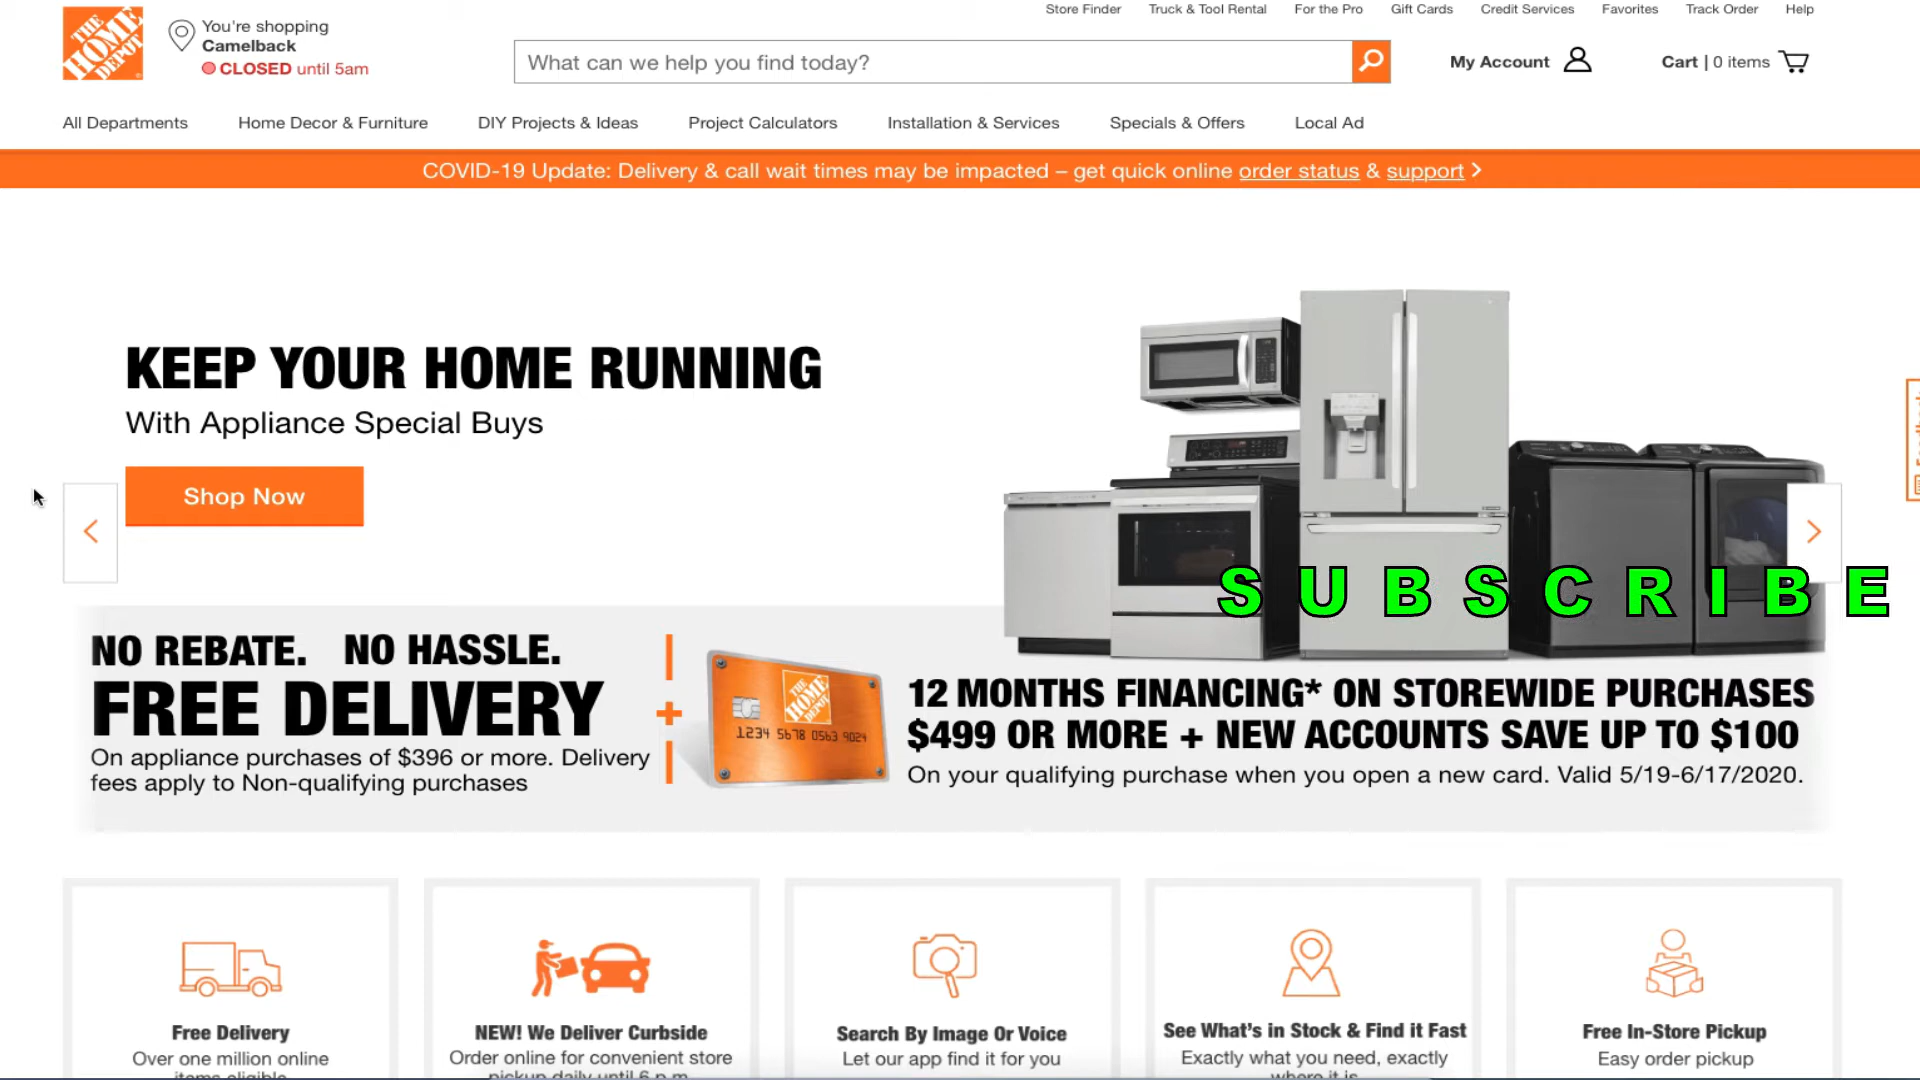 Store Finder Truck & Tool Rental For the Pro Gift Cards Credit Services Favorites Track Order Help
THE HOME DEPOT
You're shopping
Camelback
CLOSED until 5am
What can we help you find today?
My Account
Cart | 0 items
All Departments Home Decor & Furniture DIY Projects & Ideas Project Calculators Installation & Services Specials & Offers Local Ad
COVID-19 Update: Delivery & call wait times may be impacted – get quick online order status & support >
KEEP YOUR HOME RUNNING
With Appliance Special Buys
Shop Now
SUBSCRIBE
NO REBATE. NO HASSLE.
FREE DELIVERY
On appliance purchases of $396 or more. Delivery
fees apply to Non-qualifying purchases
+
THE HOME DEPOT
1234 5678 0563 9024
12 MONTHS FINANCING* ON STOREWIDE PURCHASES
$499 OR MORE + NEW ACCOUNTS SAVE UP TO $100
On your qualifying purchase when you open a new card. Valid 5/19-6/17/2020.
Free Delivery
Over one million online
items eligible
NEW! We Deliver Curbside
Order online for convenient store
pickup daily until 6 p.m.
Search By Image Or Voice
Let our app find it for you
See What's in Stock & Find it Fast
Exactly what you need, exactly
where it is
Free In-Store Pickup
Easy order pickup